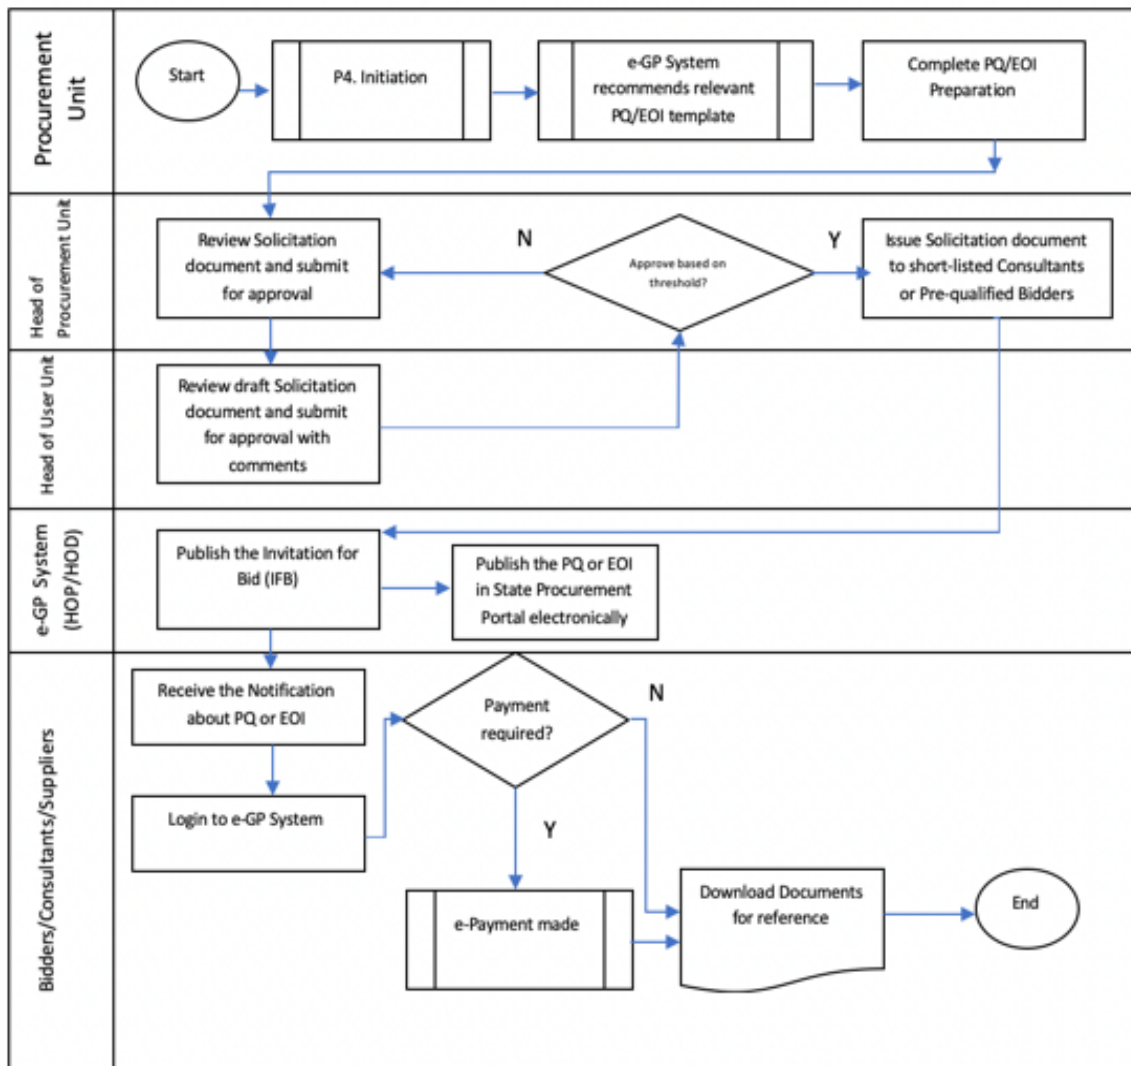 Procurement
Unit
Start
P4. Initiation
e-GP System
recommends relevant
PQ/EOI template
Complete PQ/EOI
Preparation
Head of
Procurement Unit
Review Solicitation
document and submit
for approval
N
Approve based on
threshold?
Y
Issue Solicitation document
to short-listed Consultants
or Pre-qualified Bidders
Head of User Unit
Review draft Solicitation
document and submit
for approval with
comments
e-GP System
(HOP/HOD)
Publish the Invitation for
Bid (IFB)
Publish the PQ or EOI
in State Procurement
Portal electronically
Bidders/Consultants/Suppliers
Receive the Notification
about PQ or EOI
Login to e-GP System
Payment
required?
N
Y
e-Payment made
Download Documents
for reference
End